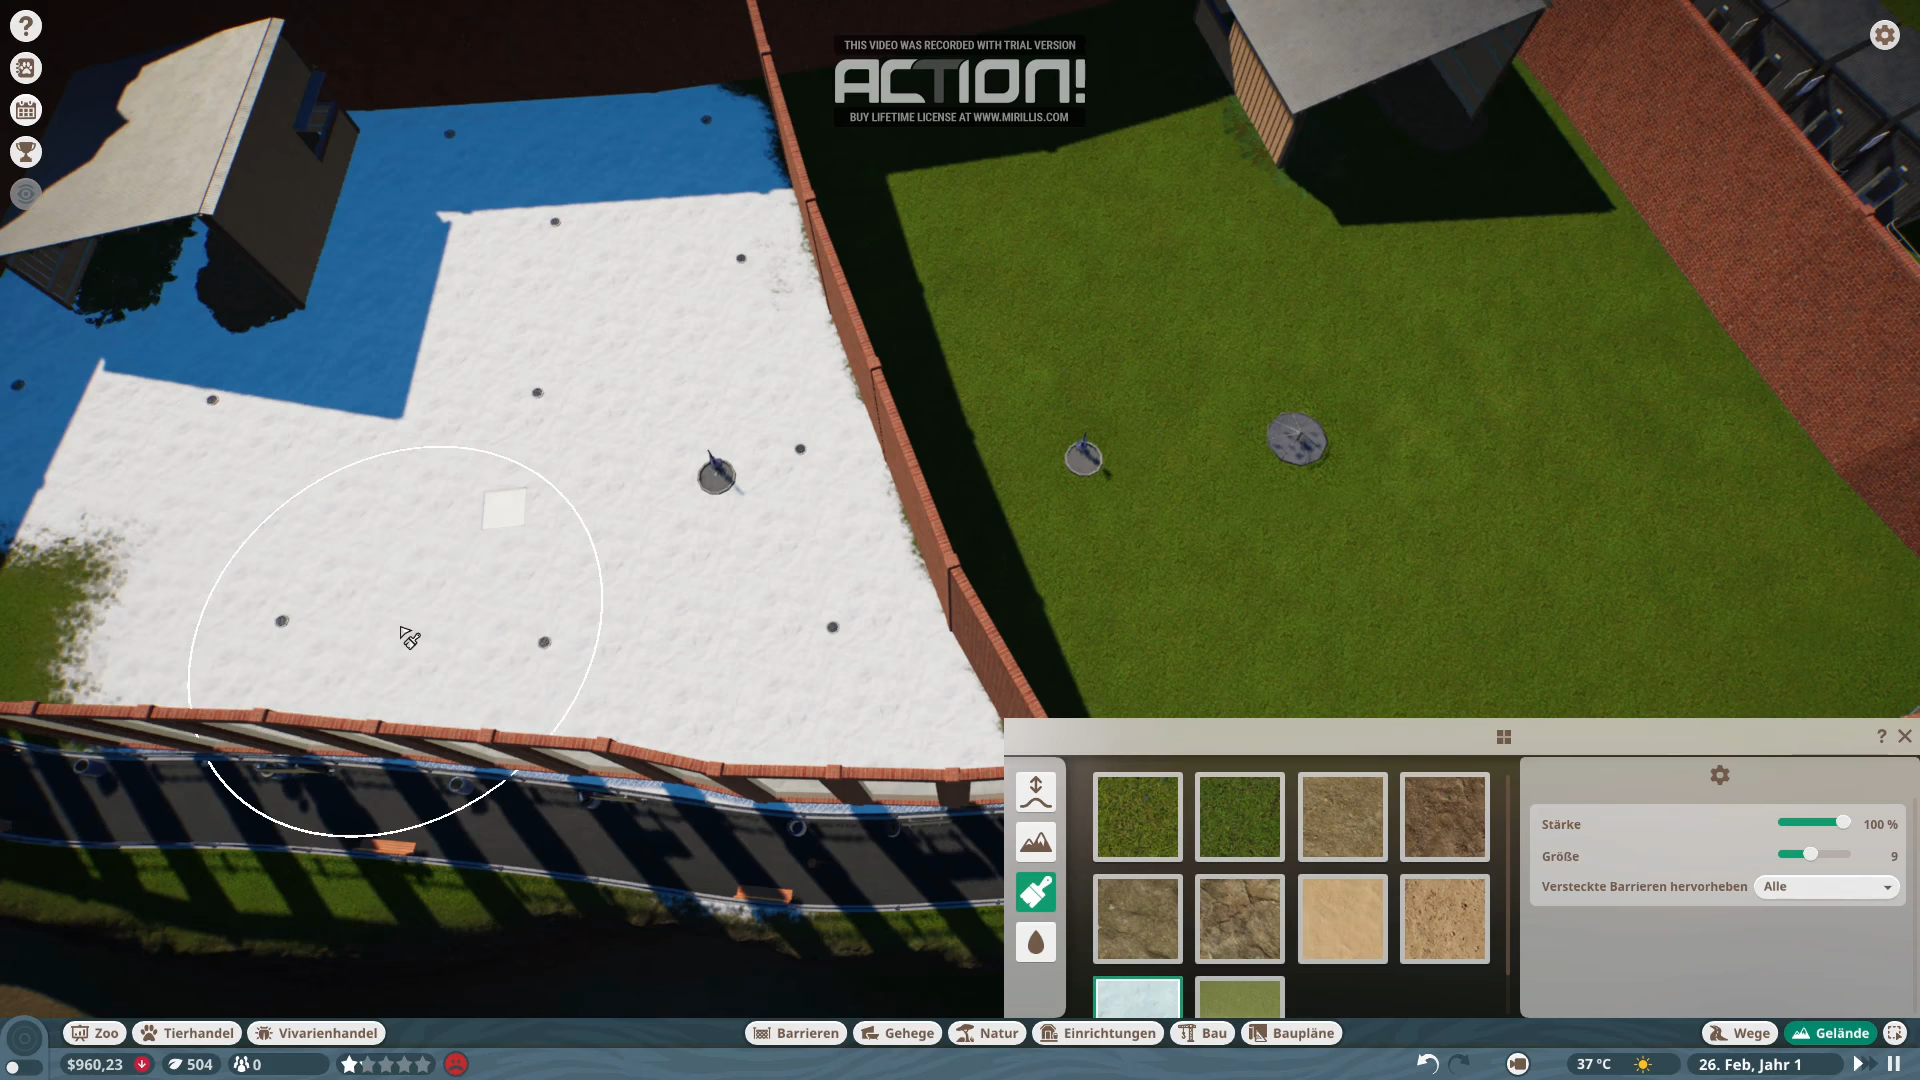 THIS VIDEO WAS RECORDED WITH TRIAL VERSION
ACTION!
BUY LIFETIME LICENSE AT WWW.MIRILLIS.COM
?
? 
Stärke 100 %
Größe 9
Versteckte Barrieren hervorheben Alle
Zoo Tierhandel Vivarienhandel Barrieren Gehege Natur Einrichtungen Bau Baupläne Wege Gelände
$960,23 504 0 37 °C 26. Feb, Jahr 1